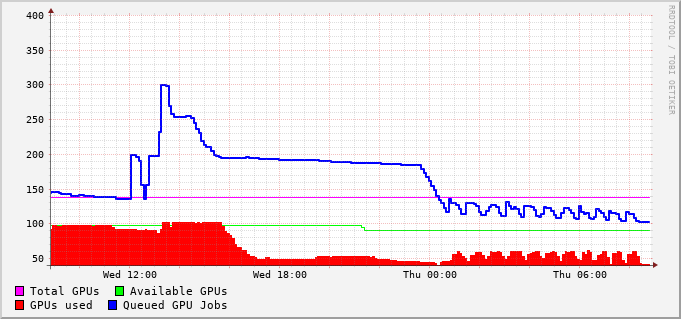 400
350
300
250
200
150
100
50
Wed 12:00 Wed 18:00 Thu 00:00 Thu 06:00
Total GPUs Available GPUs
GPUs used Queued GPU Jobs
RRDTOOL / TOBI OETIKER